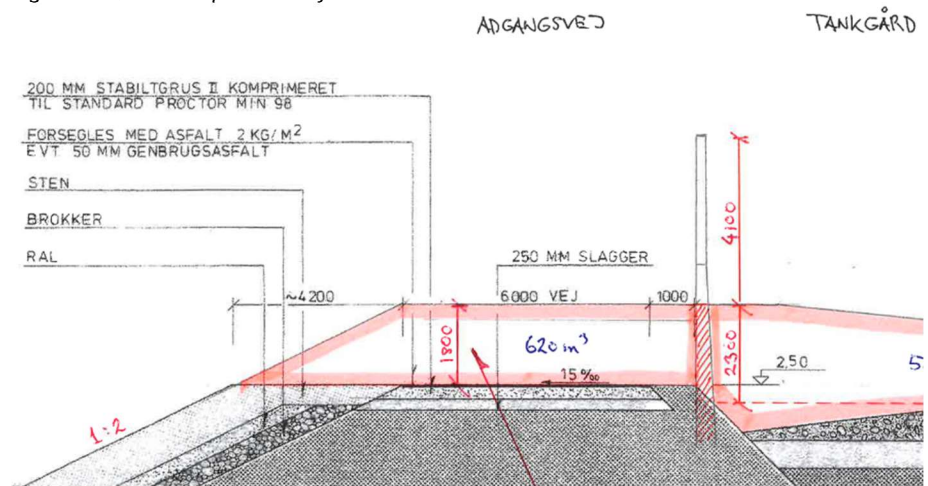 ADGANGSVEJ
TANKGÅRD
200 MM STABILTGRUS II KOMPRIMERET
TIL STANDARD PROCTOR MIN 98
FORSEGLES MED ASFALT 2 KG/M²
EVT. 50 MM GENBRUGSASFALT
STEN
BROKKER
RAL
250 MM SLAGGER
~4200
6000 VEJ
1000
4100
1800
620 m³
2300
2,50
5
15‰
1:2